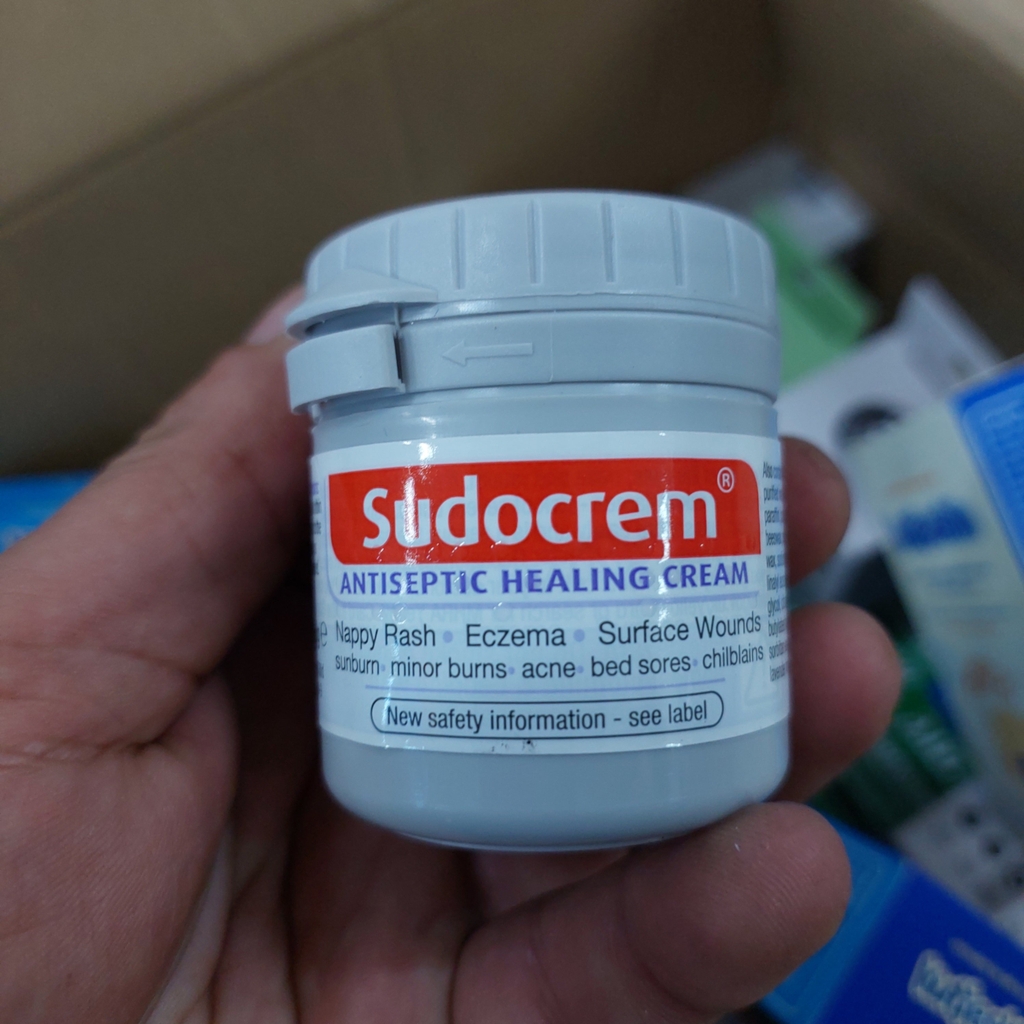 Sudocrem®
ANTISEPTIC HEALING CREAM
Nappy Rash • Eczema • Surface Wounds
sunburn • minor burns • acne • bed sores • chilblains
New safety information - see label